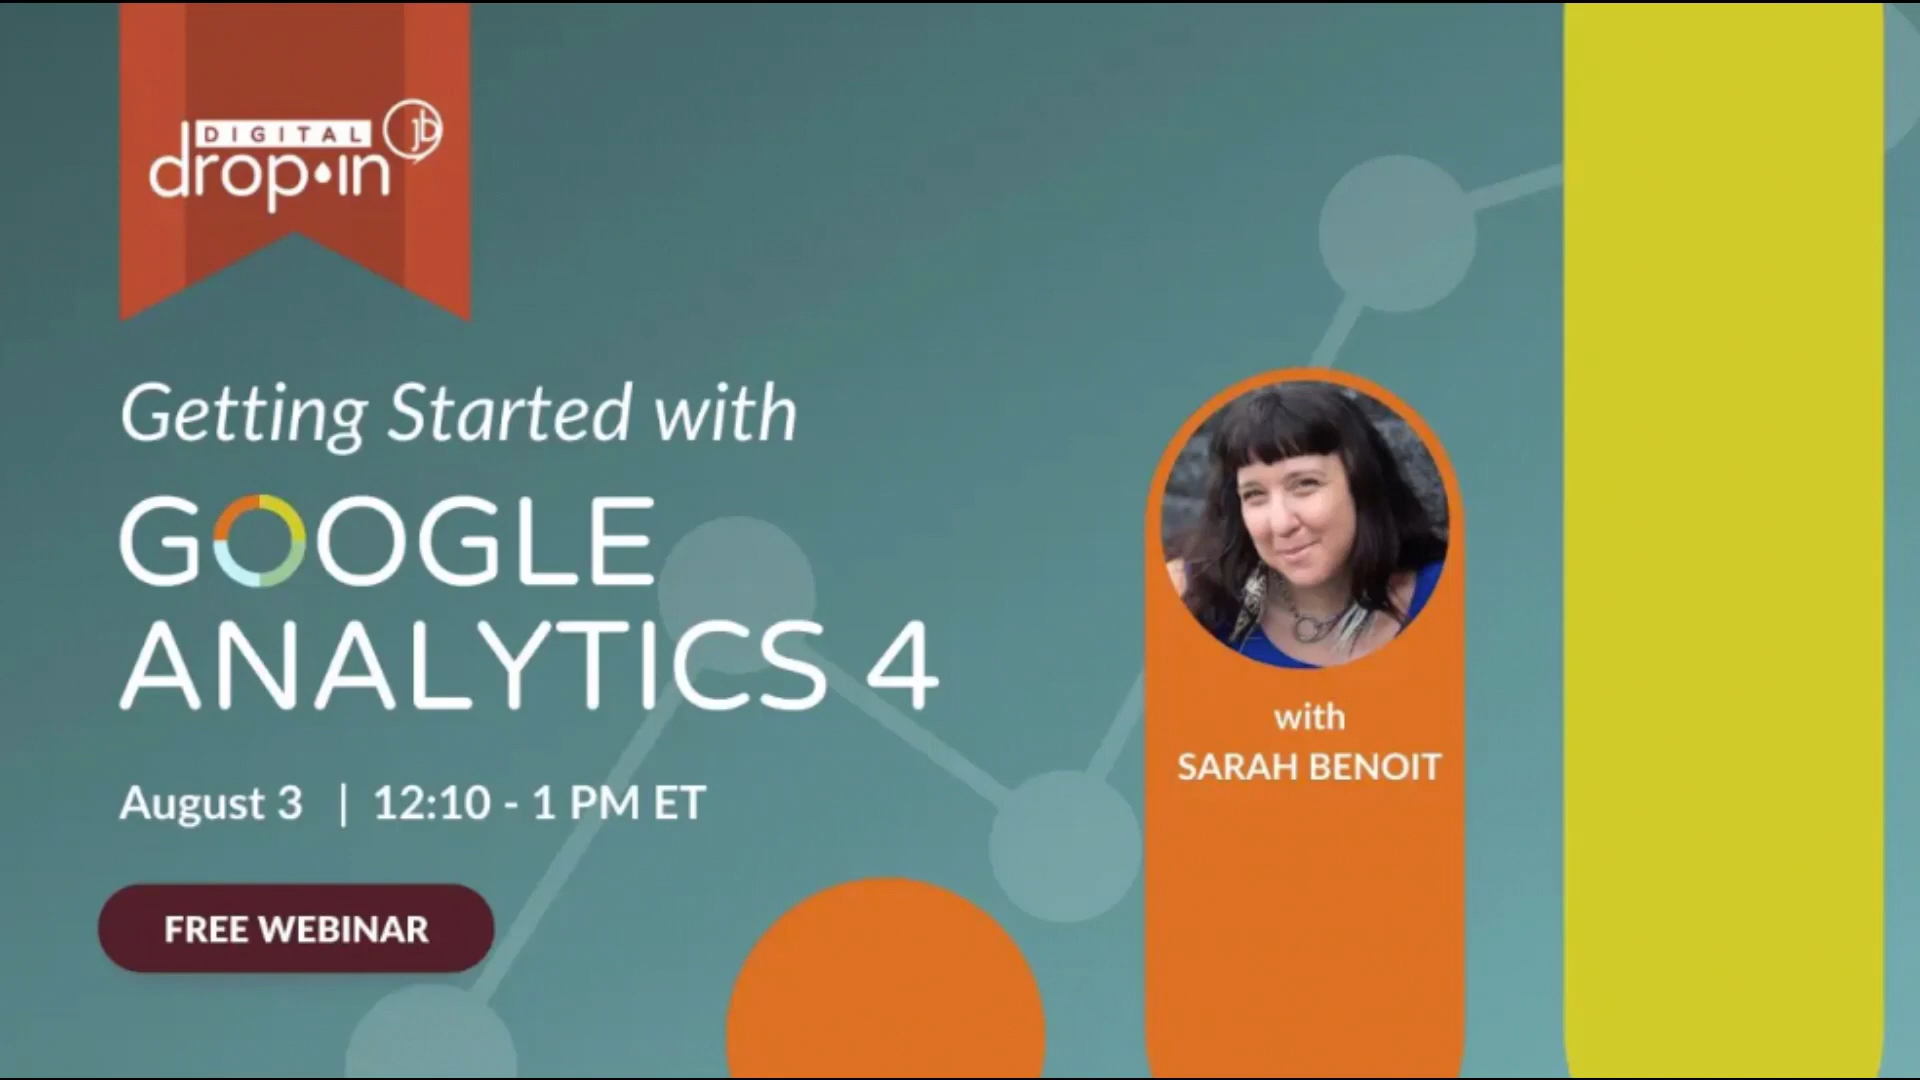 DIGITAL
drop·in
jb
Getting Started with
GOOGLE
ANALYTICS 4
August 3 | 12:10 - 1 PM ET
FREE WEBINAR
with
SARAH BENOIT